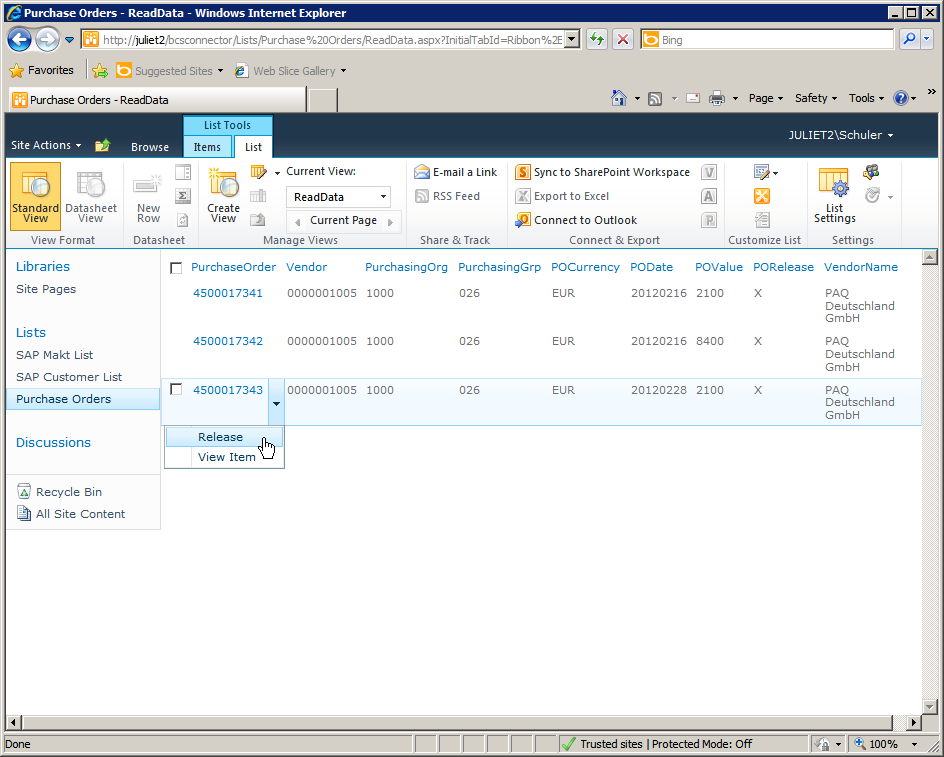 Purchase Orders - ReadData - Windows Internet Explorer
http://juliet2/bcsconnector/Lists/Purchase%20Orders/ReadData.aspx?InitialTabId=Ribbon%2E
Bing
Favorites
Suggested Sites
Web Slice Gallery
Purchase Orders - ReadData
Page
Safety
Tools
»
List Tools
JULIET2\Schuler
Site Actions
Browse
Items
List
Standard View
Datasheet View
New Row
Create View
Current View:
ReadData
Current Page
E-mail a Link
RSS Feed
Sync to SharePoint Workspace
Export to Excel
Connect to Outlook
List Settings
View Format
Datasheet
Manage Views
Share & Track
Connect & Export
Customize List
Settings
Libraries
Site Pages
Lists
SAP Makt List
SAP Customer List
Purchase Orders
Discussions
Recycle Bin
All Site Content
PurchaseOrder Vendor PurchasingOrg PurchasingGrp POCurrency PODate POValue PORelease VendorName
4500017341 0000001005 1000 026 EUR 20120216 2100 X PAQ Deutschland GmbH
4500017342 0000001005 1000 026 EUR 20120216 8400 X PAQ Deutschland GmbH
4500017343 0000001005 1000 026 EUR 20120228 2100 X PAQ Deutschland GmbH
Release
View Item
Done
Trusted sites | Protected Mode: Off
100%